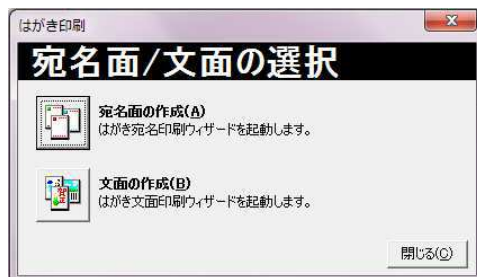 はがき印刷
宛名面/文面の選択
宛名面の作成(A)
はがき宛名印刷ウィザードを起動します。
文面の作成(B)
はがき文面印刷ウィザードを起動します。
閉じる(C)